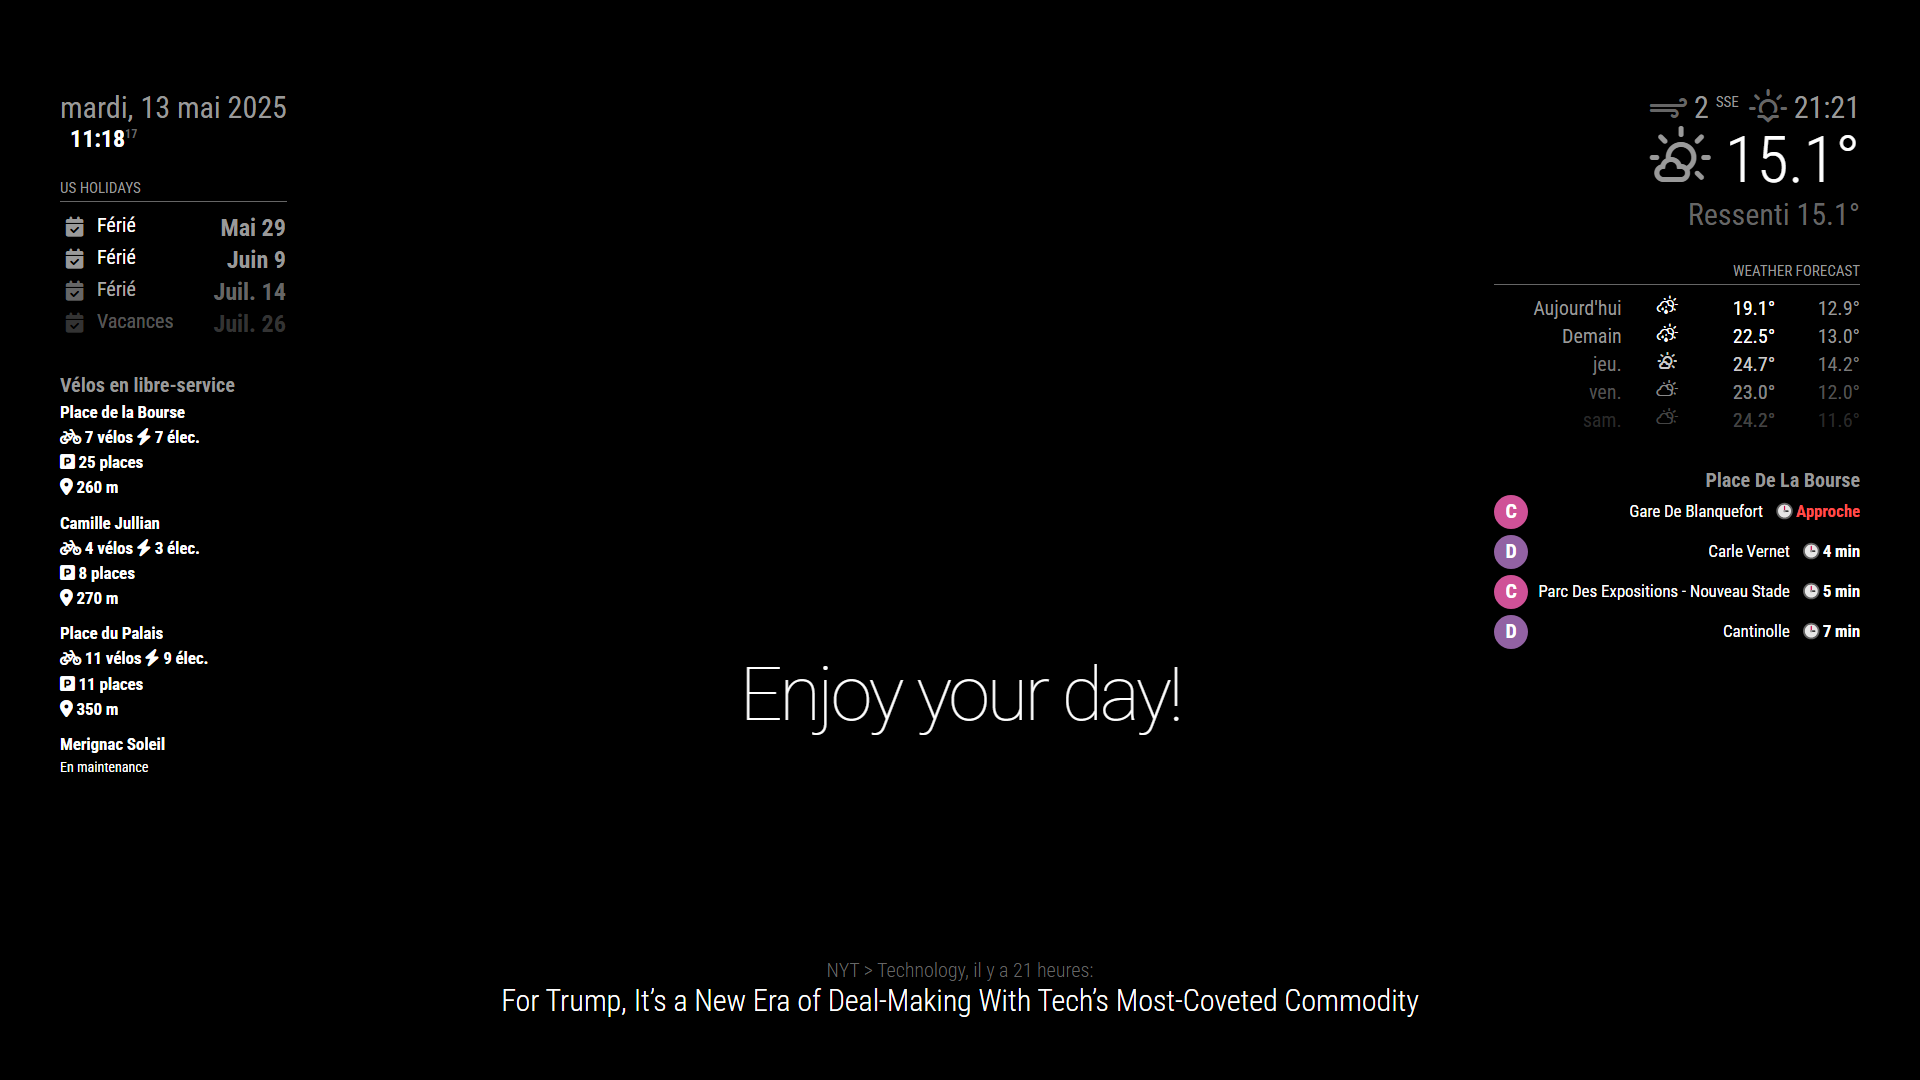 mardi, 13 mai 2025
11:18 17
US HOLIDAYS
Férié Mai 29
Férié Juin 9
Férié Juil. 14
Vacances Juil. 26
Vélos en libre-service
Place de la Bourse
7 vélos 7 élec.
P 25 places
260 m
Camille Jullian
4 vélos 3 élec.
P 8 places
270 m
Place du Palais
11 vélos 9 élec.
P 11 places
350 m
Merignac Soleil
En maintenance
2 SSE 21:21
15.1°
Ressenti 15.1°
WEATHER FORECAST
Aujourd'hui 19.1° 12.9°
Demain 22.5° 13.0°
jeu. 24.7° 14.2°
ven. 23.0° 12.0°
sam. 24.2° 11.6°
Place De La Bourse
C Gare De Blanquefort Approche
D Carle Vernet 4 min
C Parc Des Expositions - Nouveau Stade 5 min
D Cantinolle 7 min
Enjoy your day!
NYT > Technology, il y a 21 heures:
For Trump, It’s a New Era of Deal-Making With Tech’s Most-Coveted Commodity